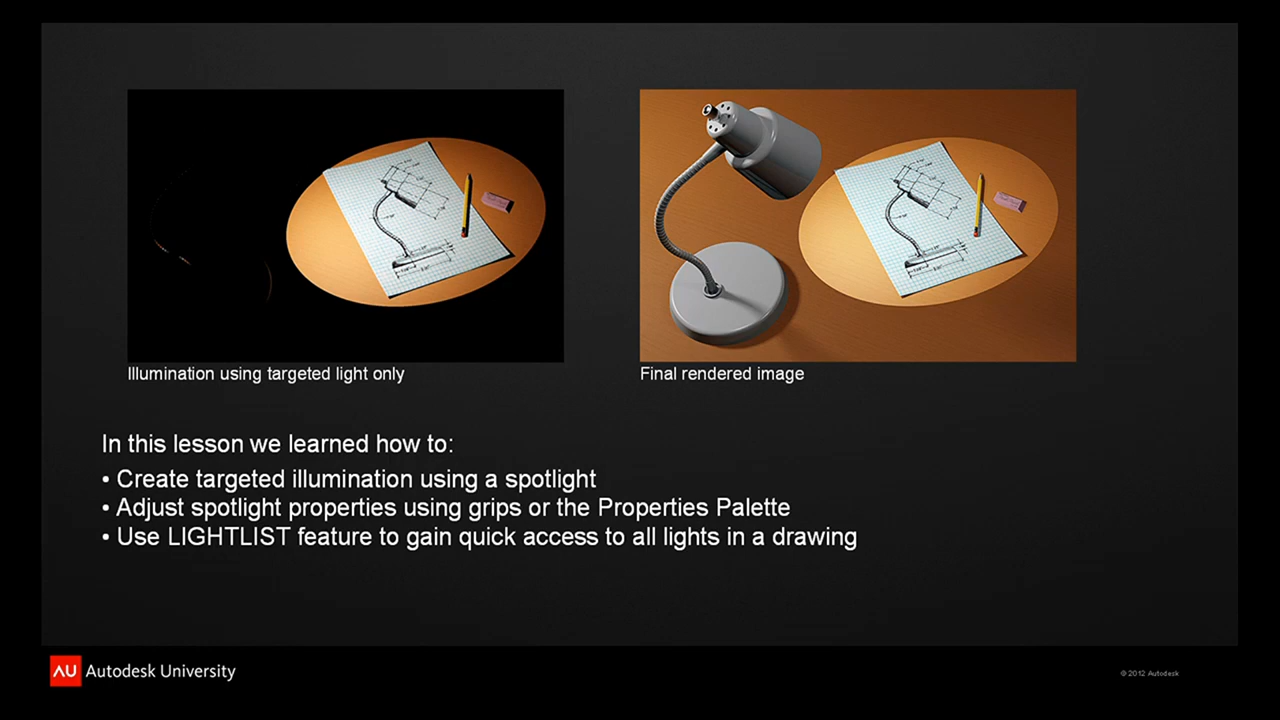 Illumination using targeted light only
Final rendered image
In this lesson we learned how to:
• Create targeted illumination using a spotlight
• Adjust spotlight properties using grips or the Properties Palette
• Use LIGHTLIST feature to gain quick access to all lights in a drawing
AU Autodesk University
© 2012 Autodesk